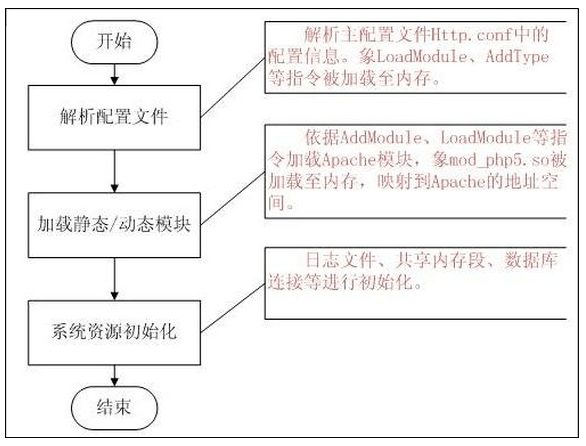 开始
解析主配置文件Http.conf中的
配置信息。象LoadModule、AddType
等指令被加载至内存。
解析配置文件
依据AddModule、LoadModule等指
令加载Apache模块，象mod_php5.so被
加载至内存，映射到Apache的地址空
间。
加载静态/动态模块
日志文件、共享内存段、数据库
连接等进行初始化。
系统资源初始化
结束